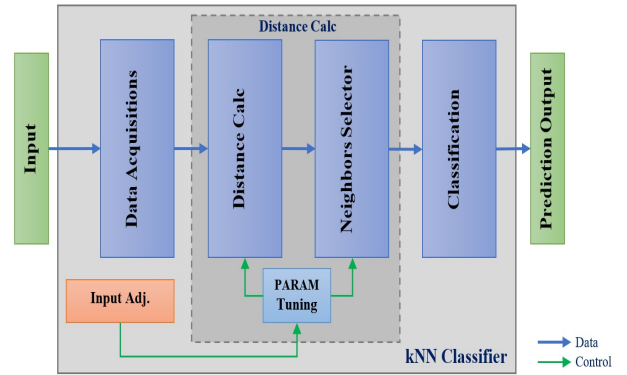 Distance Calc
Input
Data Acquisitions
Distance Calc
Neighbors Selector
Classification
Prediction Output
Input Adj.
PARAM
Tuning
kNN Classifier
Data
Control